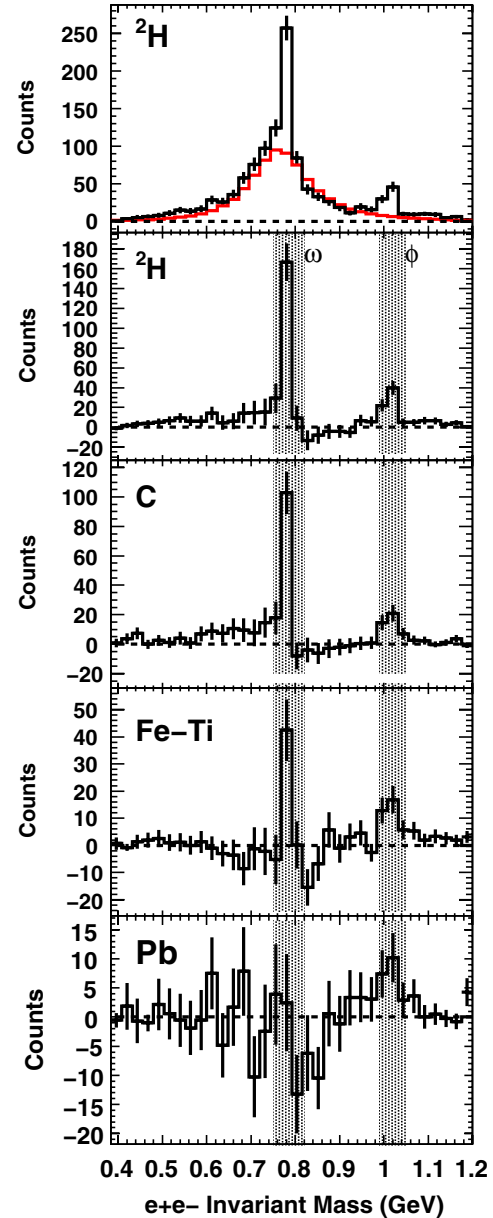 ²H
Counts
250
200
150
100
50
0
²H
ω
ϕ
Counts
180
160
140
120
100
80
60
40
20
0
−20
C
Counts
120
100
80
60
40
20
0
−20
Fe−Ti
Counts
50
40
30
20
10
0
−10
−20
Pb
Counts
15
10
5
0
−5
−10
−15
−20
0.4 0.5 0.6 0.7 0.8 0.9 1 1.1 1.2
e+e− Invariant Mass (GeV)